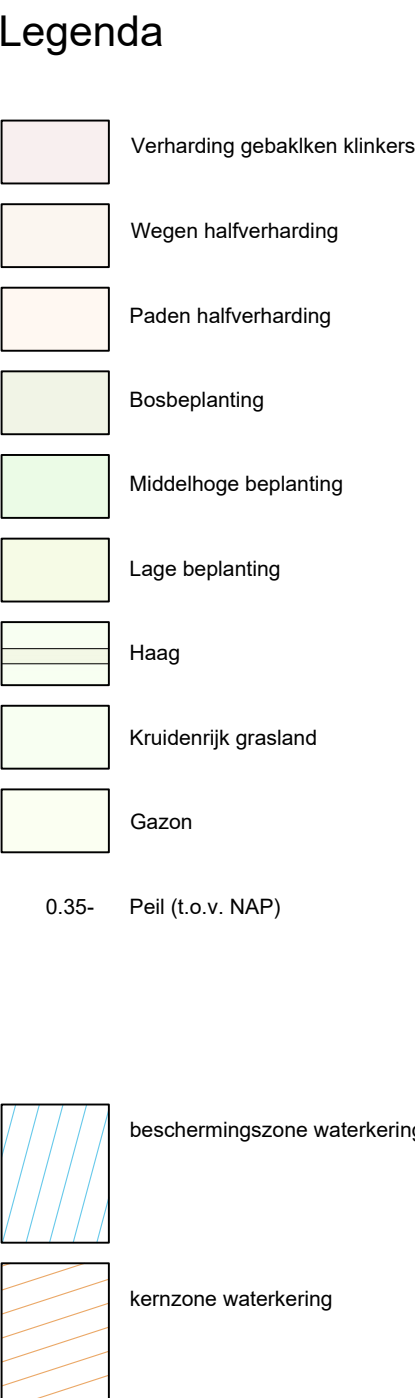 Legenda
Verharding gebaklken klinkers
Wegen halfverharding
Paden halfverharding
Bosbeplanting
Middelhoge beplanting
Lage beplanting
Haag
Kruidenrijk grasland
Gazon
0.35- Peil (t.o.v. NAP)
beschermingszone waterkering
kernzone waterkering